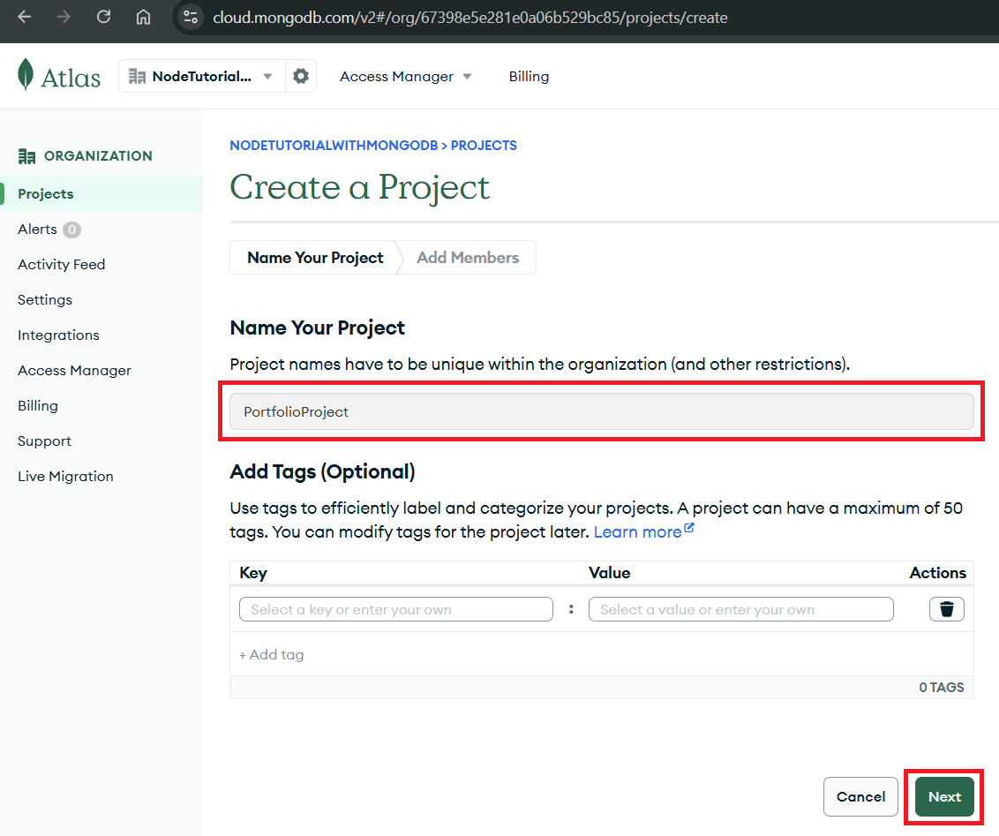 cloud.mongodb.com/v2#/org/67398e5e281e0a06b529bc85/projects/create
Atlas
NodeTutorial...
Access Manager
Billing
ORGANIZATION
Projects
Alerts 0
Activity Feed
Settings
Integrations
Access Manager
Billing
Support
Live Migration
NODETUTORIALWITHMONGODB > PROJECTS
Create a Project
Name Your Project
Add Members
Name Your Project
Project names have to be unique within the organization (and other restrictions).
PortfolioProject
Add Tags (Optional)
Use tags to efficiently label and categorize your projects. A project can have a maximum of 50
tags. You can modify tags for the project later. Learn more
Key Value Actions
Select a key or enter your own : Select a value or enter your own
+ Add tag
0 TAGS
Cancel
Next